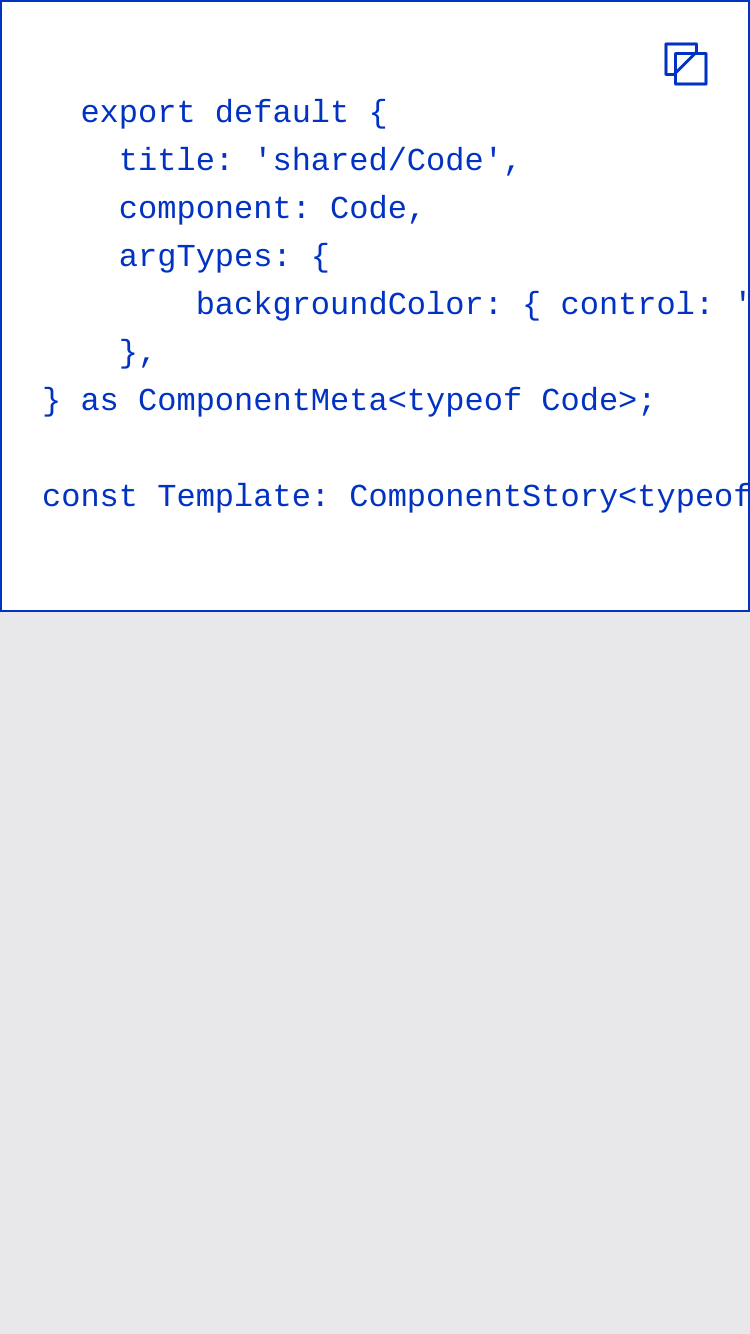 export default {
title: 'shared/Code',
component: Code,
argTypes: {
backgroundColor: { control: '
},
} as ComponentMeta<typeof Code>;
const Template: ComponentStory<typeof